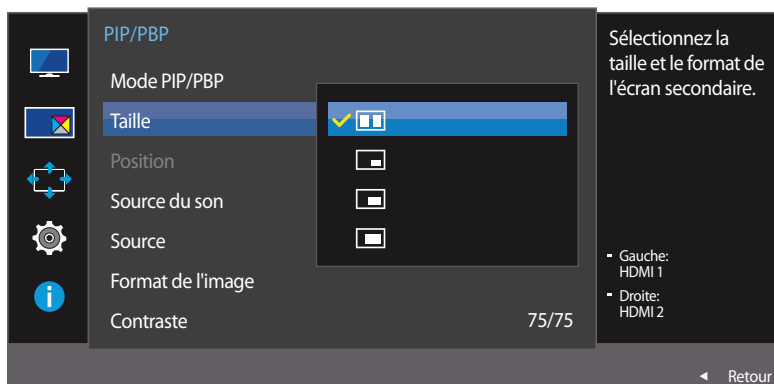 PIP/PBP
Mode PIP/PBP
Taille
Position
Source du son
Source
Format de l'image
Contraste 75/75
Sélectionnez la
taille et le format de
l'écran secondaire.
- Gauche:
HDMI 1
- Droite:
HDMI 2
Retour